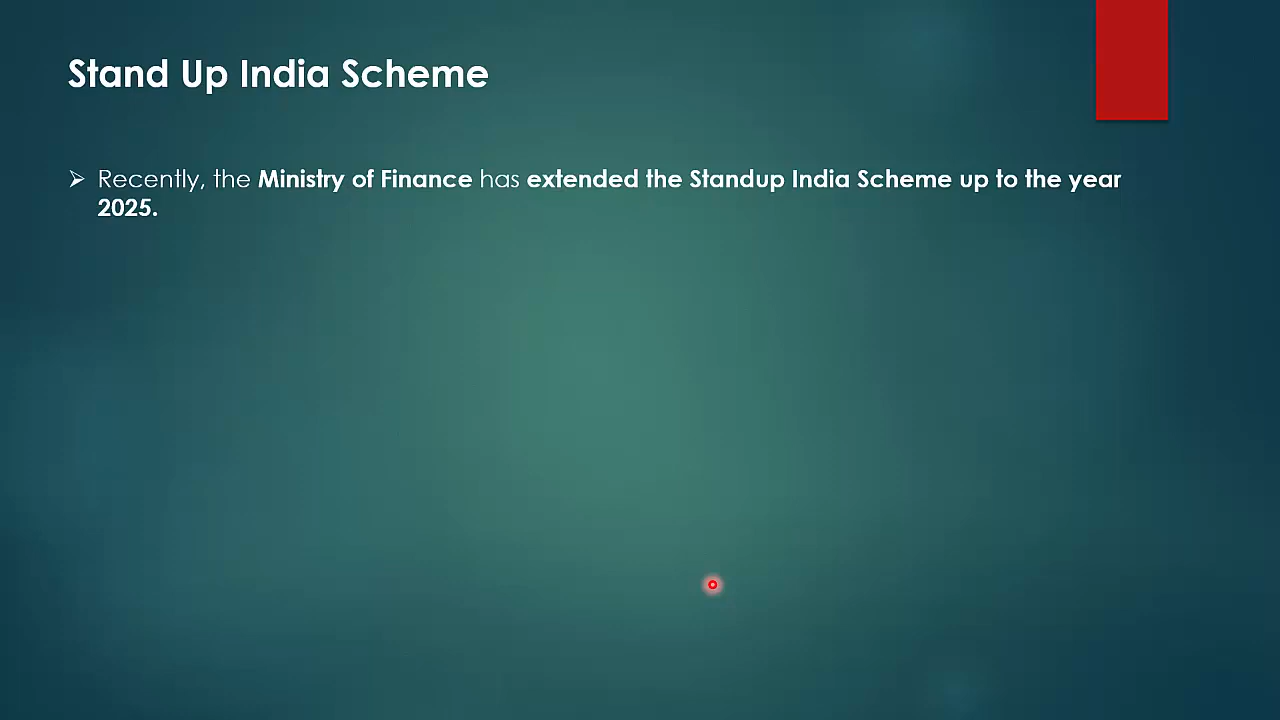 Stand Up India Scheme
Recently, the Ministry of Finance has extended the Standup India Scheme up to the year
2025.